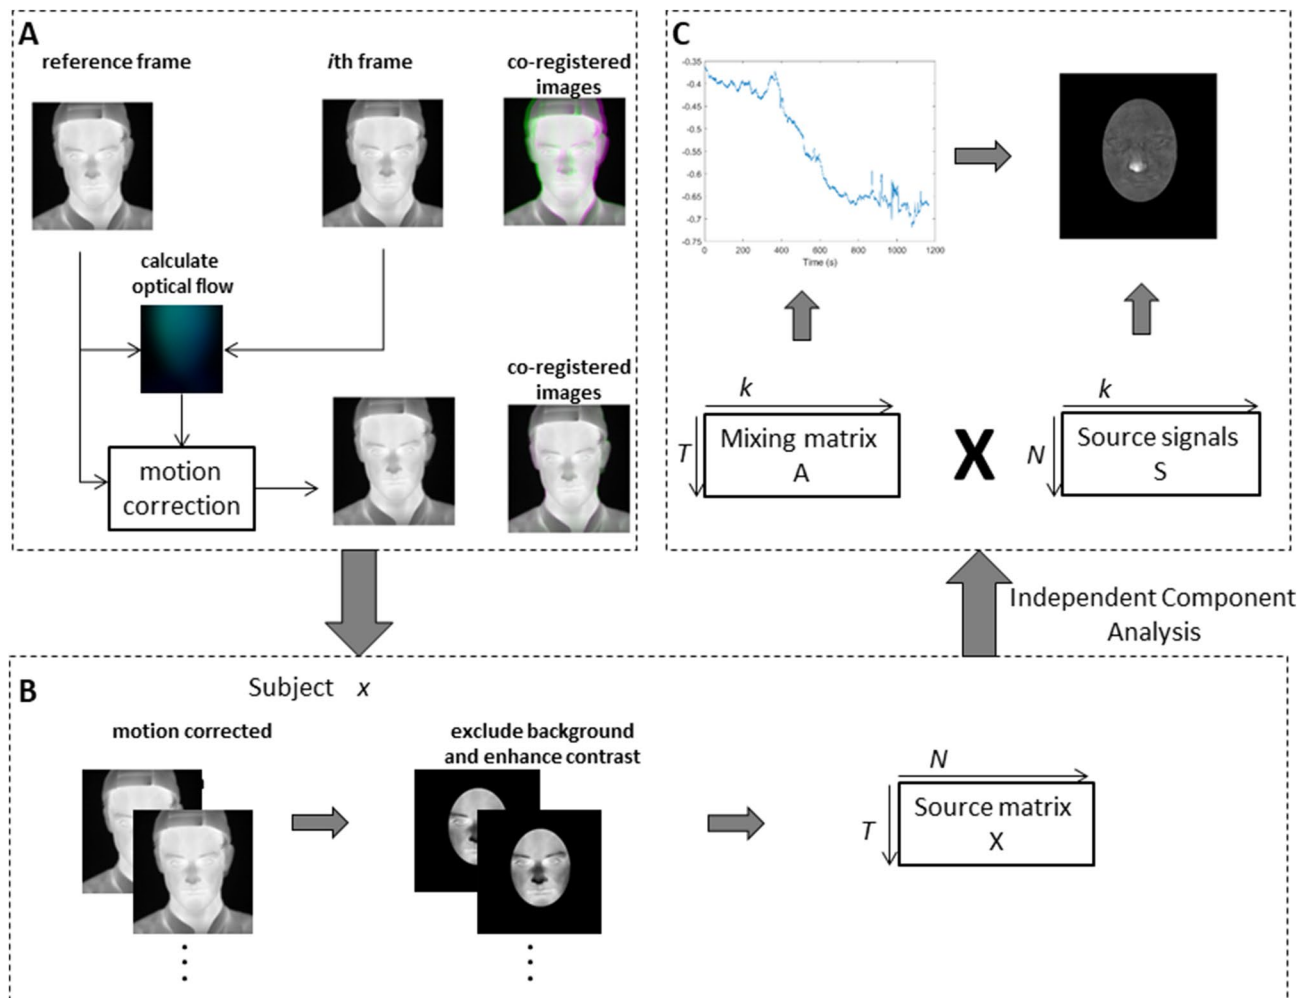 A
reference frame
ith frame
co-registered
images
calculate
optical flow
co-registered
images
motion
correction
C
-0.35
-0.4
-0.45
-0.5
-0.55
-0.6
-0.65
-0.7
-0.75
0 200 400 600 800 1000 1200
Time (s)
k
T
Mixing matrix
A
X
k
N
Source signals
S
Independent Component
Analysis
B
Subject x
motion corrected
exclude background
and enhance contrast
N
T
Source matrix
X